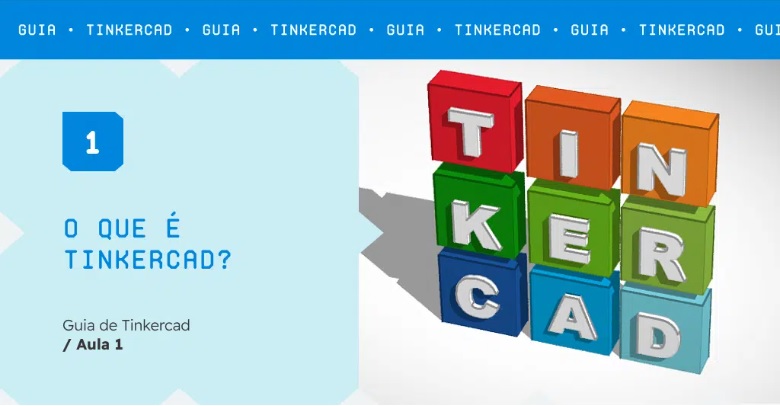 GUIA • TINKERCAD • GUIA • TINKERCAD • GUIA • TINKERCAD • GUIA • TINKERCAD • GUI
1
O QUE É
TINKERCAD?
Guia de Tinkercad
/ Aula 1
TIN
KER
CAD